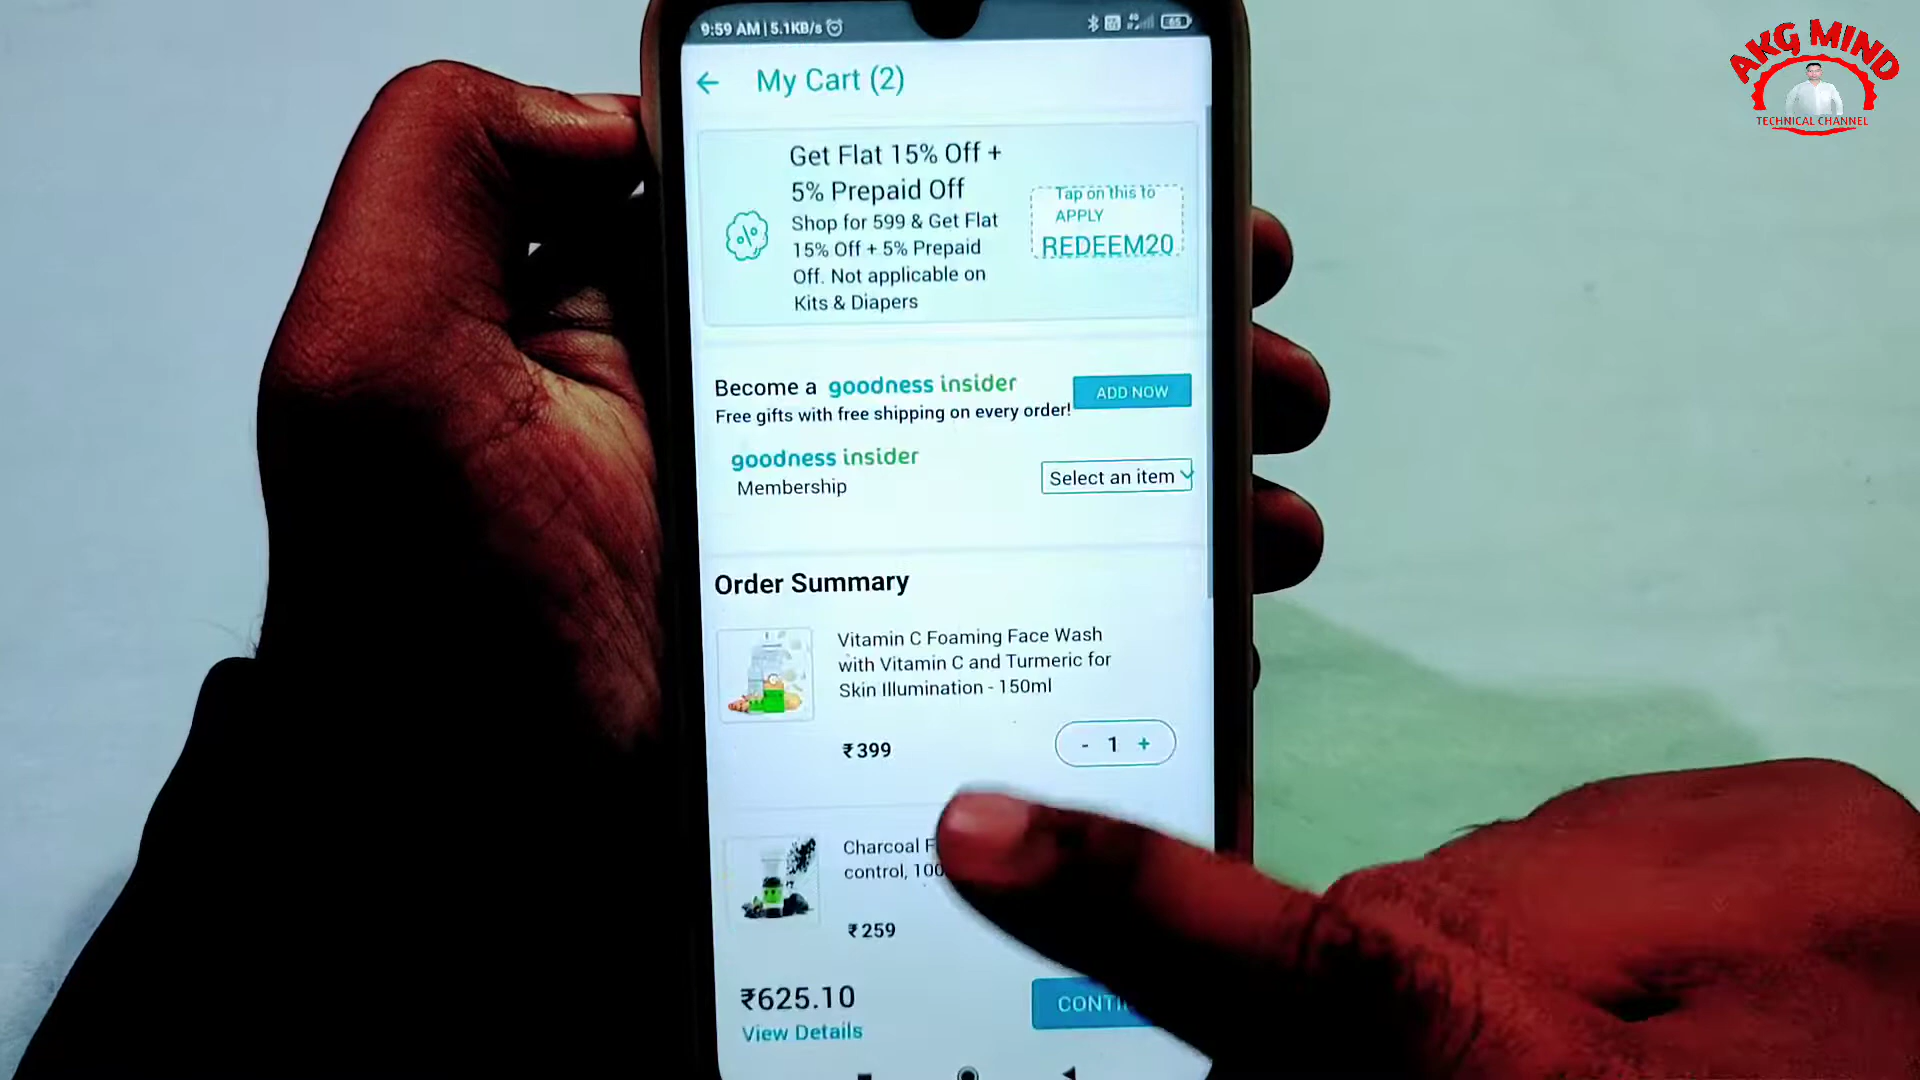 9:59 AM | 5.1KB/s
4G
65
AKG MIND
TECHNICAL CHANNEL
My Cart (2)
Get Flat 15% Off +
5% Prepaid Off
Shop for 599 & Get Flat
15% Off + 5% Prepaid
Off. Not applicable on
Kits & Diapers
Tap on this to
APPLY
REDEEM20
Become a goodness insider
Free gifts with free shipping on every order!
ADD NOW
goodness insider
Membership
Select an item
Order Summary
Vitamin C Foaming Face Wash
with Vitamin C and Turmeric for
Skin Illumination - 150ml
₹399
- 1 +
Charcoal
control,
₹259
₹625.10
View Details